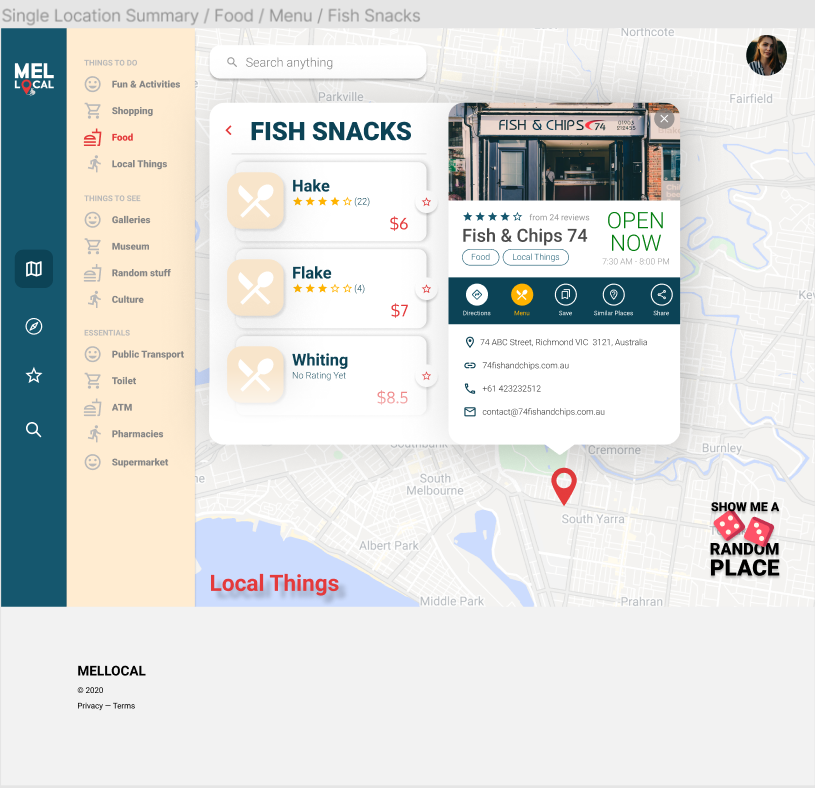 Single Location Summary / Food / Menu / Fish Snacks
MEL
LOCAL
THINGS TO DO
Fun & Activities
Shopping
Food
Local Things
THINGS TO SEE
Galleries
Museum
Random stuff
Culture
ESSENTIALS
Public Transport
Toilet
ATM
Pharmacies
Supermarket
Search anything
Northcote
Parkville
Fairfield
FISH SNACKS
Hake
(22)
$6
Flake
(4)
$7
Whiting
No Rating Yet
$8.5
FISH & CHIPS 74
from 24 reviews
Fish & Chips 74
Food
Local Things
OPEN
NOW
7:30 AM - 8:00 PM
Directions
Menu
Save
Similar Places
Share
74 ABC Street, Richmond VIC 3121, Australia
74fishandchips.com.au
+61 423232512
contact@74fishandchips.com.au
Southbank
Cremorne
Burnley
South
Melbourne
South Yarra
Albert Park
Middle Park
Prahran
Local Things
SHOW ME A
RANDOM
PLACE
MELLOCAL
© 2020
Privacy — Terms